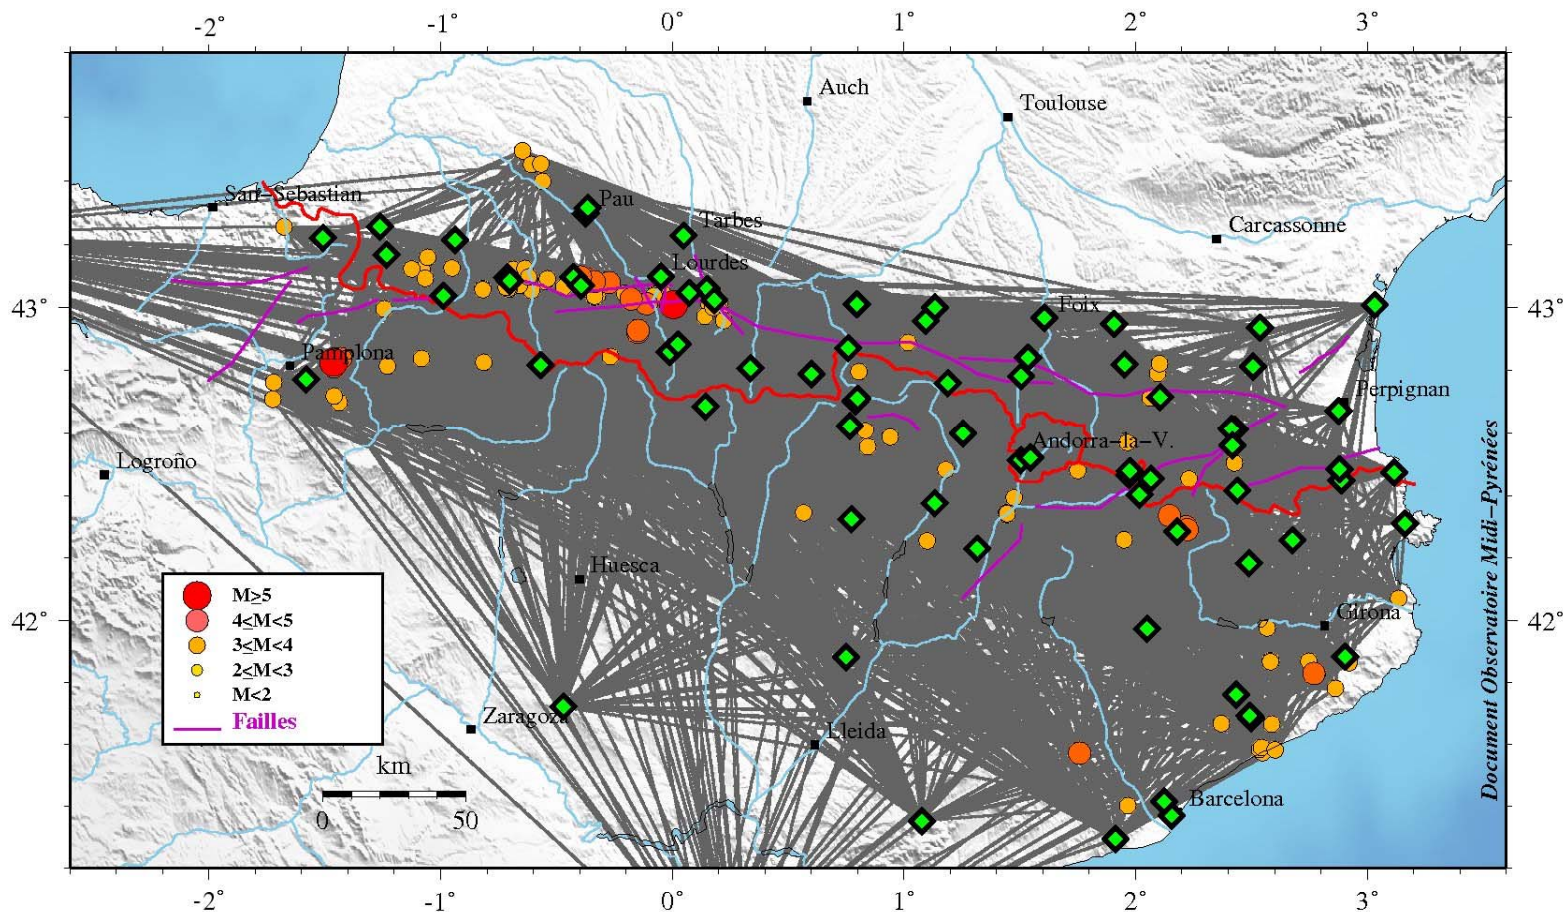 -2° -1° 0° 1° 2° 3°
Auch
Toulouse
San-Sebastian
Pau
Tarbes
Carcassonne
Lourdes
43° 43°
Foix
Pamplona
Perpignan
Andorra-la-V.
Logroño
Huesca
M≥5
4≤M<5
3≤M<4
2≤M<3
M<2
Failles
42° 42°
Girona
Zaragoza
Lleida
km
0 50
Barcelona
-2° -1° 0° 1° 2° 3°
Document Observatoire Midi-Pyrénées